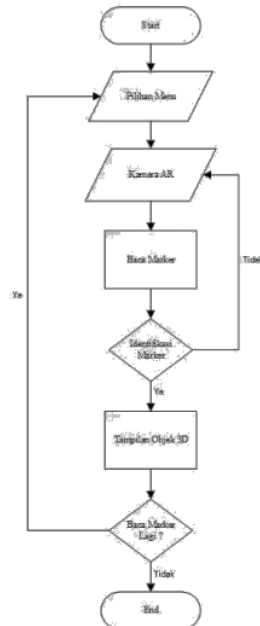 Start
Pilihan Menu
Kamera AR
Baca Marker
Tidak
Identifikasi
Marker
Ya
Ya
Tampilan Objek 3D
Baca Marker
Lagi ?
Tidak
End